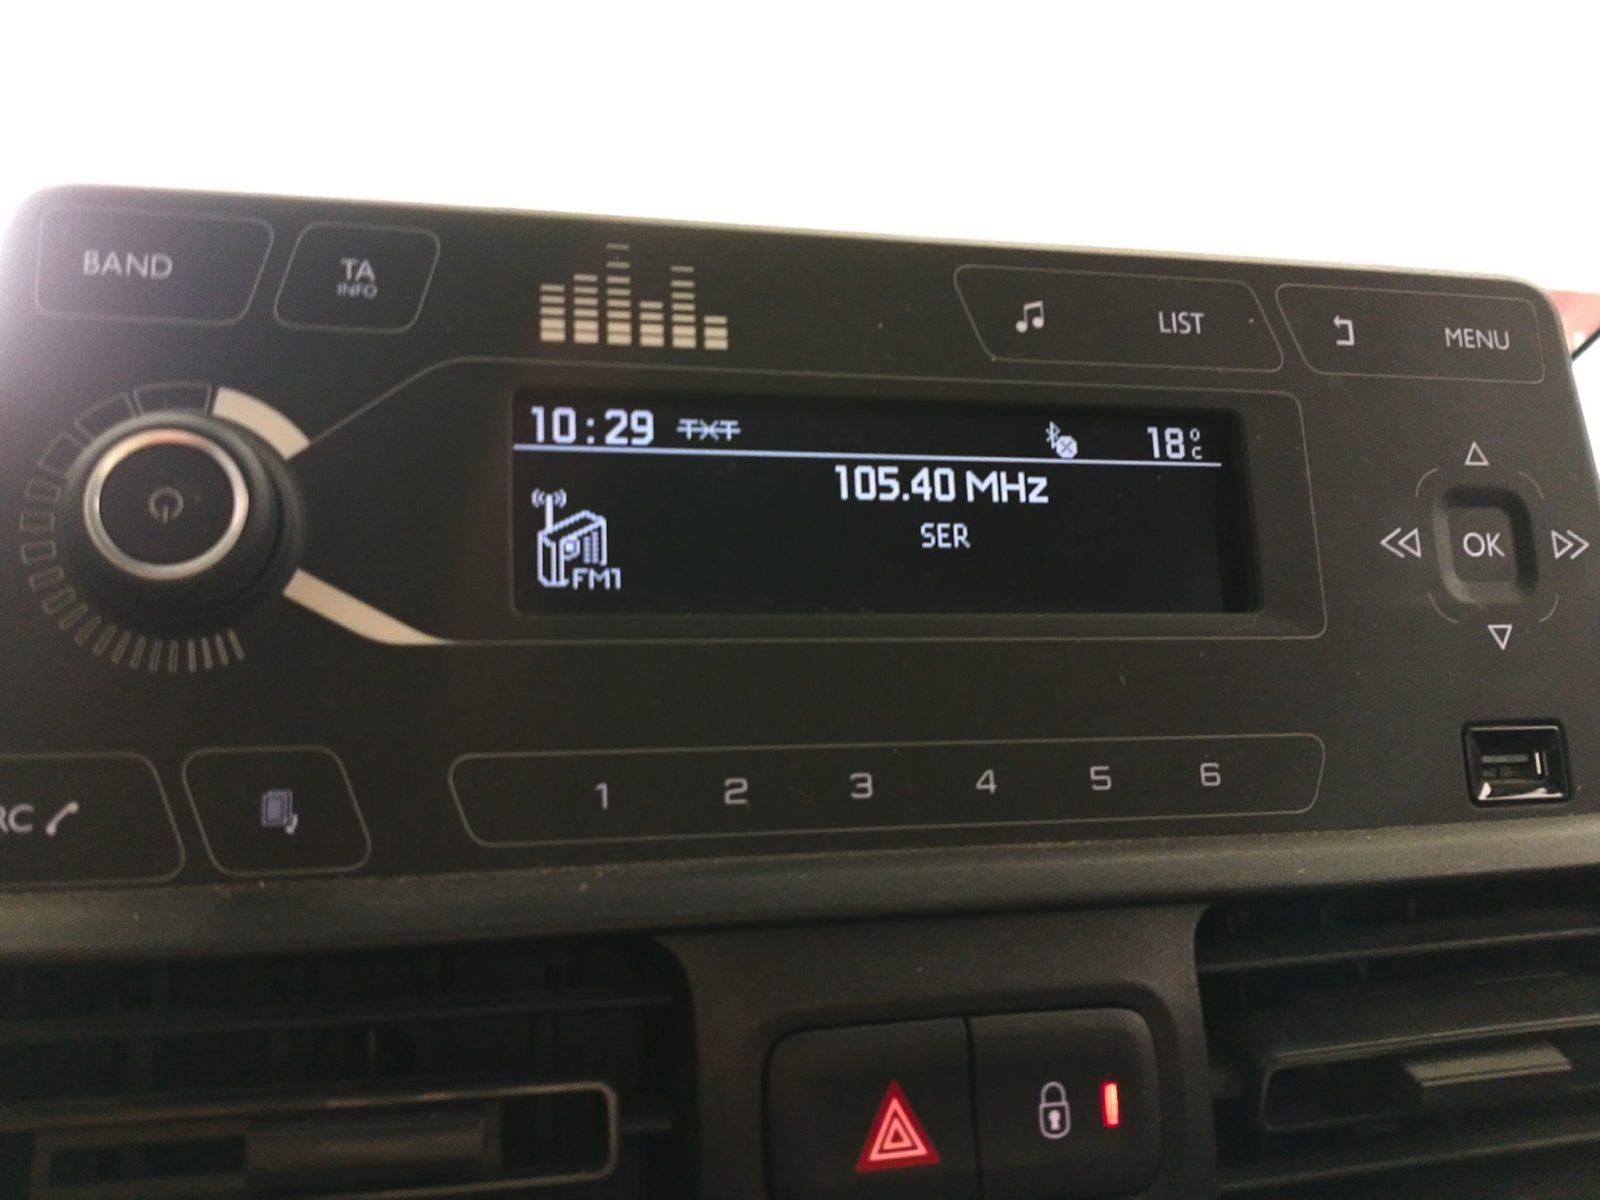 BAND
TA
INFO
LIST
MENU
10:29 TXT 18°C
105.40 MHz
SER
FM1
OK
RC
1 2 3 4 5 6